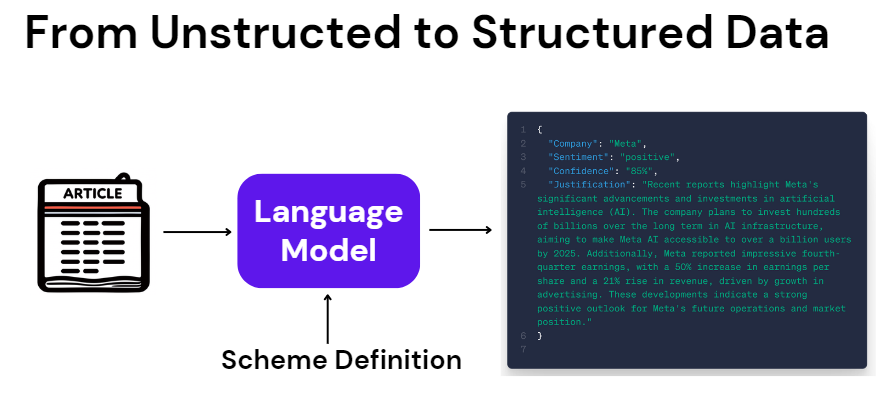 From Unstructed to Structured Data
ARTICLE
Language
Model
Scheme Definition
1 {
2 "Company": "Meta",
3 "Sentiment": "positive",
4 "Confidence": "85%",
5 "Justification": "Recent reports highlight Meta's
significant advancements and investments in artificial
intelligence (AI). The company plans to invest hundreds
of billions over the long term in AI infrastructure,
aiming to make Meta AI accessible to over a billion users
by 2025. Additionally, Meta reported impressive fourth-
quarter earnings, with a 50% increase in earnings per
share and a 21% rise in revenue, driven by growth in
advertising. These developments indicate a strong
positive outlook for Meta's future operations and market
position."
6 }
7